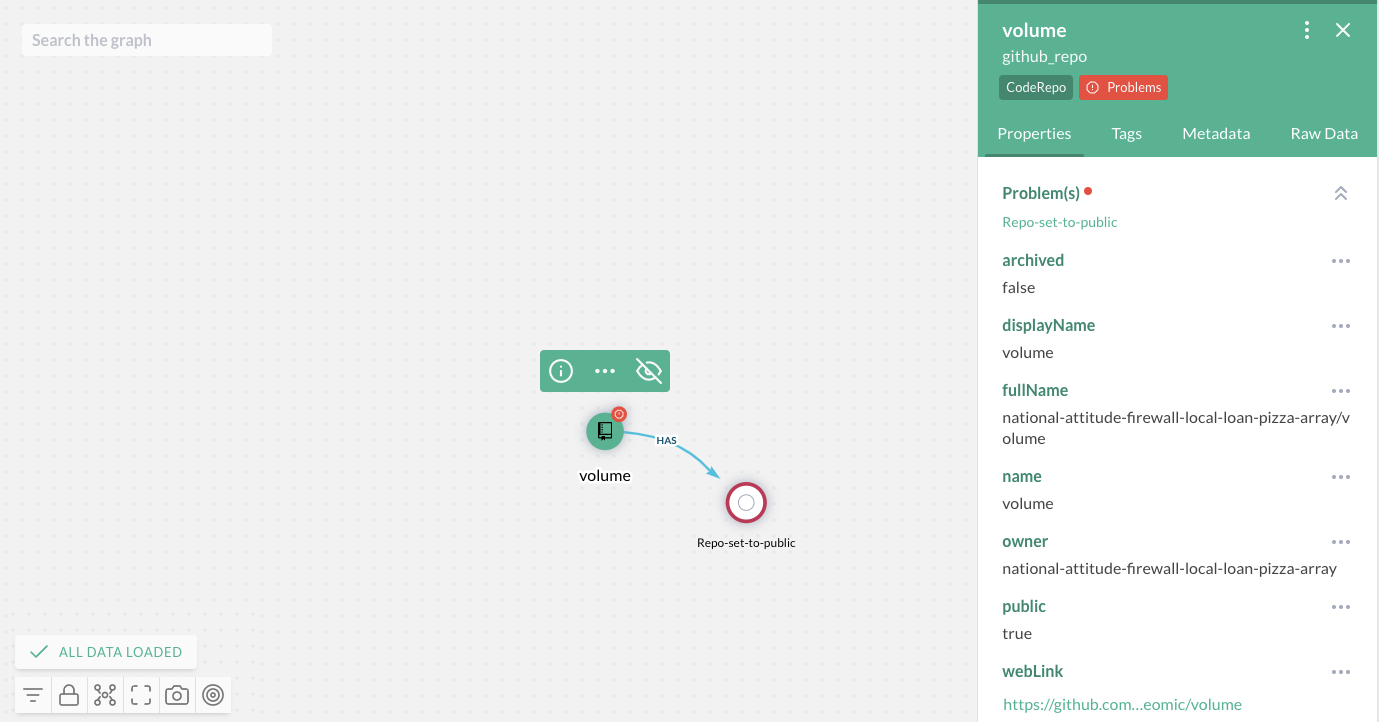 Search the graph
volume
github_repo
CodeRepo
Problems
Properties
Tags
Metadata
Raw Data
Problem(s)
Repo-set-to-public
archived
false
displayName
volume
fullName
national-attitude-firewall-local-loan-pizza-array/v
olume
name
volume
owner
national-attitude-firewall-local-loan-pizza-array
public
true
webLink
https://github.com...eomic/volume
HAS
volume
Repo-set-to-public
ALL DATA LOADED